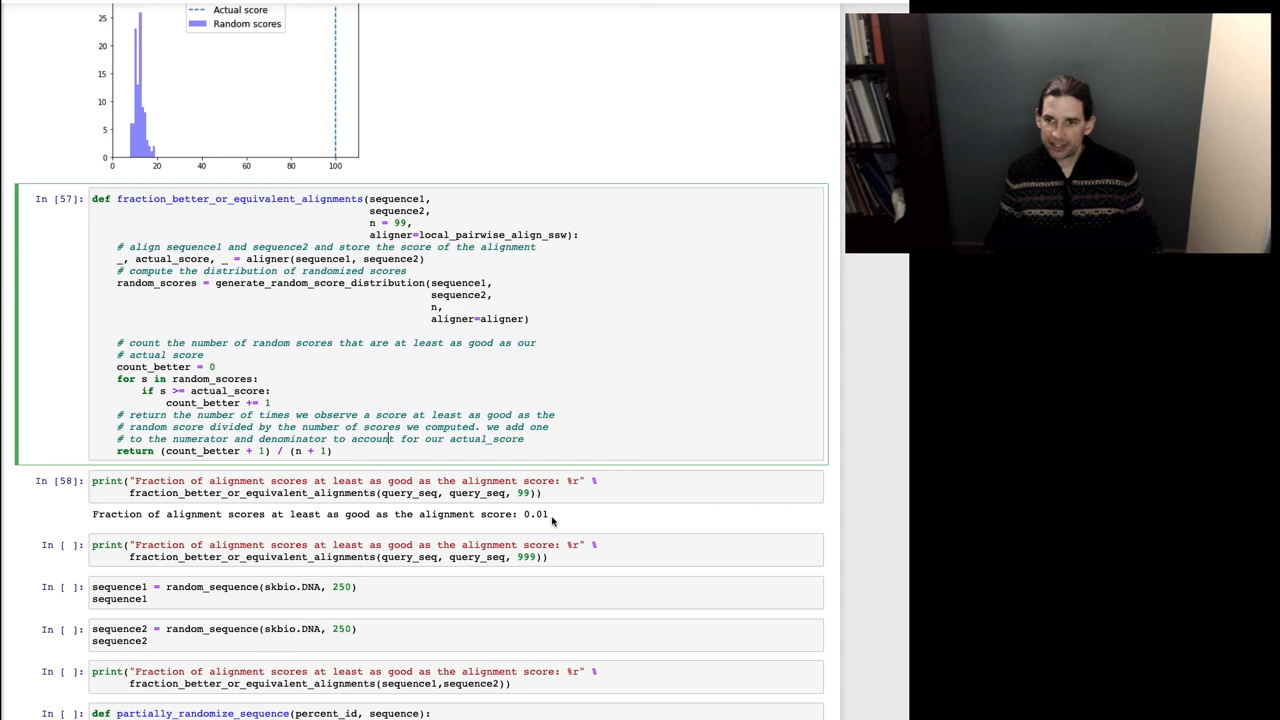 25
20
15
10
5
0
Actual score
Random scores
0 20 40 60 80 100
In [57]: def fraction_better_or_equivalent_alignments(sequence1,
sequence2,
n = 99,
aligner=local_pairwise_align_ssw):
# align sequence1 and sequence2 and store the score of the alignment
_, actual_score, _ = aligner(sequence1, sequence2)
# compute the distribution of randomized scores
random_scores = generate_random_score_distribution(sequence1,
sequence2,
n,
aligner=aligner)
# count the number of random scores that are at least as good as our
# actual score
count_better = 0
for s in random_scores:
if s >= actual_score:
count_better += 1
# return the number of times we observe a score at least as good as the
# random score divided by the number of scores we computed. we add one
# to the numerator and denominator to account for our actual_score
return (count_better + 1) / (n + 1)
In [58]: print("Fraction of alignment scores at least as good as the alignment score: %r" %
fraction_better_or_equivalent_alignments(query_seq, query_seq, 99))
Fraction of alignment scores at least as good as the alignment score: 0.01
In [ ]: print("Fraction of alignment scores at least as good as the alignment score: %r" %
fraction_better_or_equivalent_alignments(query_seq, query_seq, 999))
In [ ]: sequence1 = random_sequence(skbio.DNA, 250)
sequence1
In [ ]: sequence2 = random_sequence(skbio.DNA, 250)
sequence2
In [ ]: print("Fraction of alignment scores at least as good as the alignment score: %r" %
fraction_better_or_equivalent_alignments(sequence1,sequence2))
In [ ]: def partially_randomize_sequence(percent_id, sequence):